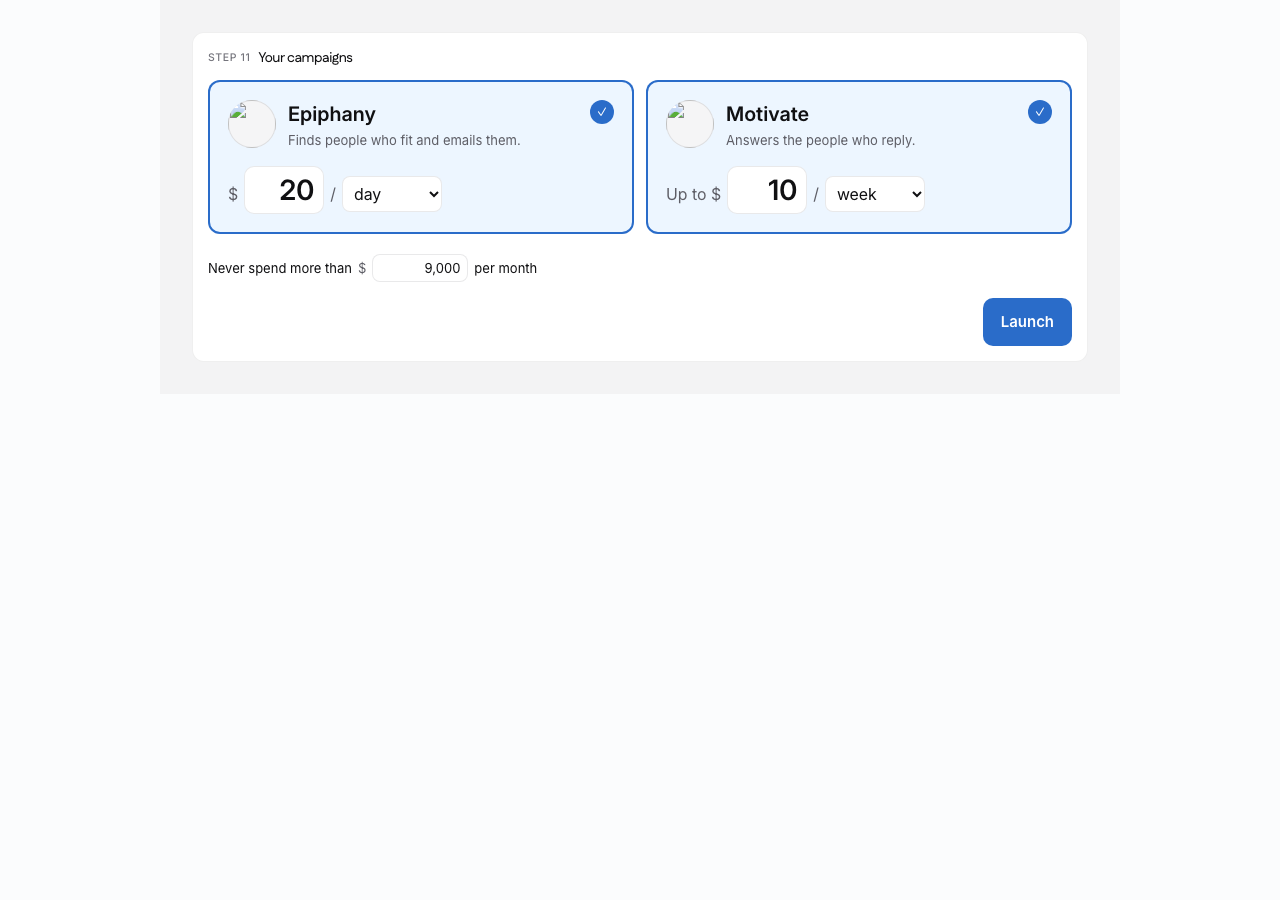 STEP 11 Your campaigns
Epiphany
Finds people who fit and emails them.
$ 20 / day
Motivate
Answers the people who reply.
Up to $ 10 / week
Never spend more than $ 9,000 per month
Launch